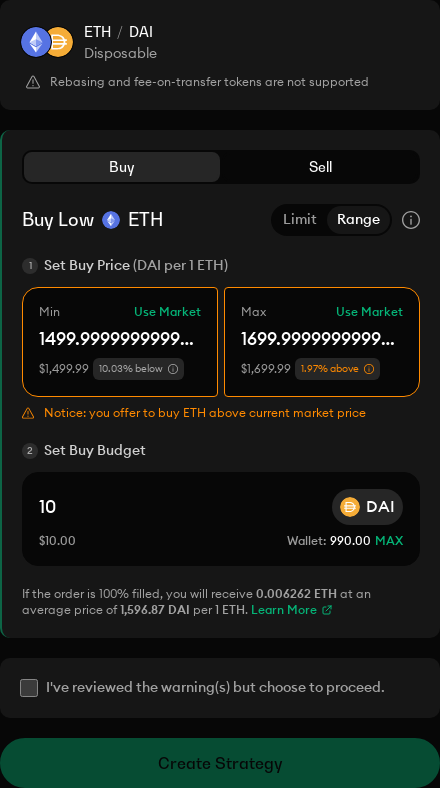 ETH / DAI
Disposable
Rebasing and fee-on-transfer tokens are not supported
Buy Sell
Buy Low ETH Limit Range
1 Set Buy Price (DAI per 1 ETH)
Min Use Market Max Use Market
1499.9999999999... 1699.9999999999...
$1,499.99 10.03% below $1,699.99 1.97% above
Notice: you offer to buy ETH above current market price
2 Set Buy Budget
10 DAI
$10.00 Wallet: 990.00 MAX
If the order is 100% filled, you will receive 0.006262 ETH at an
average price of 1,596.87 DAI per 1 ETH. Learn More
I've reviewed the warning(s) but choose to proceed.
Create Strategy